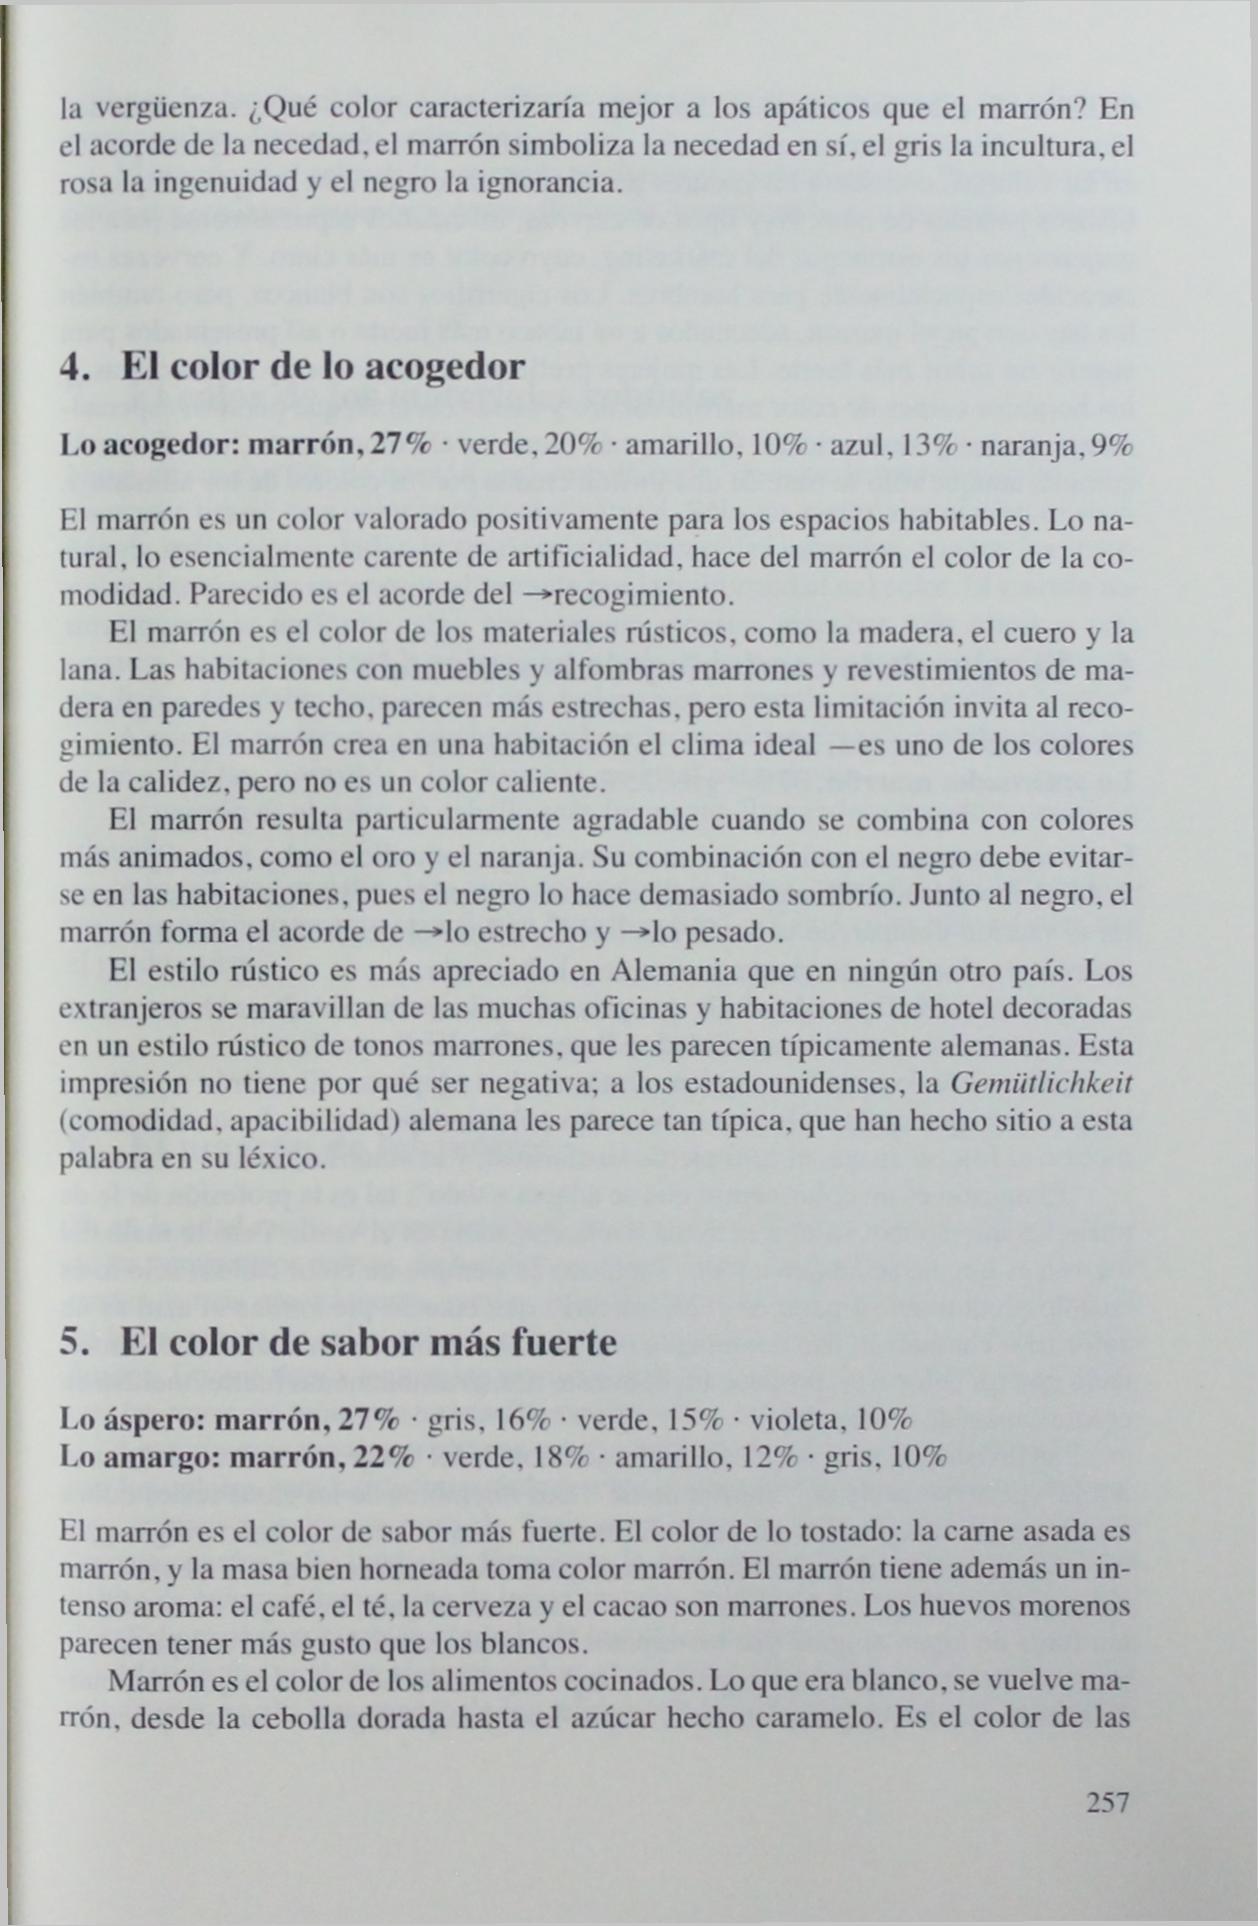 la vergüenza. ¿Qué color caracterizaría mejor a los apáticos que el marrón? En
el acorde de la necedad, el marrón simboliza la necedad en sí, el gris la incultura, el
rosa la ingenuidad y el negro la ignorancia.
4. El color de lo acogedor
Lo acogedor: marrón, 27% · verde, 20% · amarillo, 10% · azul, 13% · naranja, 9%
El marrón es un color valorado positivamente para los espacios habitables. Lo na-
tural, lo esencialmente carente de artificialidad, hace del marrón el color de la co-
modidad. Parecido es el acorde del →recogimiento.
El marrón es el color de los materiales rústicos, como la madera, el cuero y la
lana. Las habitaciones con muebles y alfombras marrones y revestimientos de ma-
dera en paredes y techo, parecen más estrechas, pero esta limitación invita al reco-
gimiento. El marrón crea en una habitación el clima ideal —es uno de los colores
de la calidez, pero no es un color caliente.
El marrón resulta particularmente agradable cuando se combina con colores
más animados, como el oro y el naranja. Su combinación con el negro debe evitar-
se en las habitaciones, pues el negro lo hace demasiado sombrío. Junto al negro, el
marrón forma el acorde de →lo estrecho y →lo pesado.
El estilo rústico es más apreciado en Alemania que en ningún otro país. Los
extranjeros se maravillan de las muchas oficinas y habitaciones de hotel decoradas
en un estilo rústico de tonos marrones, que les parecen típicamente alemanas. Esta
impresión no tiene por qué ser negativa; a los estadounidenses, la Gemütlichkeit
(comodidad, apacibilidad) alemana les parece tan típica, que han hecho sitio a esta
palabra en su léxico.
5. El color de sabor más fuerte
Lo áspero: marrón, 27% · gris, 16% · verde, 15% · violeta, 10%
Lo amargo: marrón, 22% · verde, 18% · amarillo, 12% · gris, 10%
El marrón es el color de sabor más fuerte. El color de lo tostado: la carne asada es
marrón, y la masa bien horneada toma color marrón. El marrón tiene además un in-
tenso aroma: el café, el té, la cerveza y el cacao son marrones. Los huevos morenos
parecen tener más gusto que los blancos.
Marrón es el color de los alimentos cocinados. Lo que era blanco, se vuelve ma-
rrón, desde la cebolla dorada hasta el azúcar hecho caramelo. Es el color de las
257